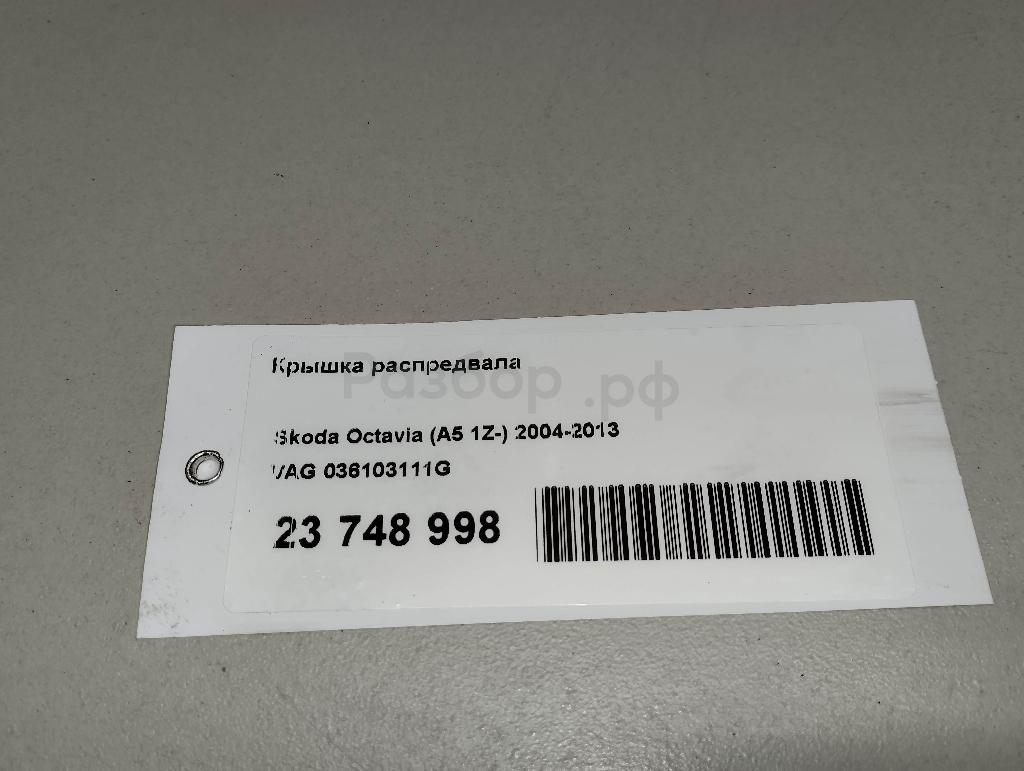 Крышка распредвала
Разбор.рф
Skoda Octavia (A5 1Z-) 2004-2013
VAG 036103111G
23 748 998